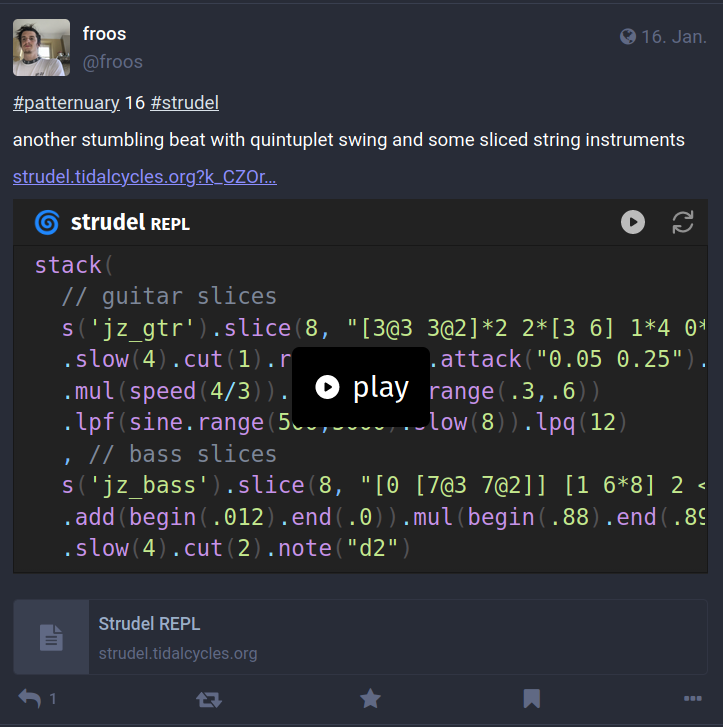 froos
@froos
16. Jan.
#patternuary 16 #strudel
another stumbling beat with quintuplet swing and some sliced string instruments
strudel.tidalcycles.org?k_CZOr…
strudel REPL
stack(
// guitar slices
s('jz_gtr').slice(8, "[3@3 3@2]*2 2*[3 6] 1*4 0*
.slow(4).cut(1).r .attack("0.05 0.25").
.mul(speed(4/3)). range(.3,.6))
play
.lpf(sine.range(500,3000).slow(8)).lpq(12)
, // bass slices
s('jz_bass').slice(8, "[0 [7@3 7@2]] [1 6*8] 2 <
.add(begin(.012).end(.0)).mul(begin(.88).end(.89
.slow(4).cut(2).note("d2")
Strudel REPL
strudel.tidalcycles.org
1